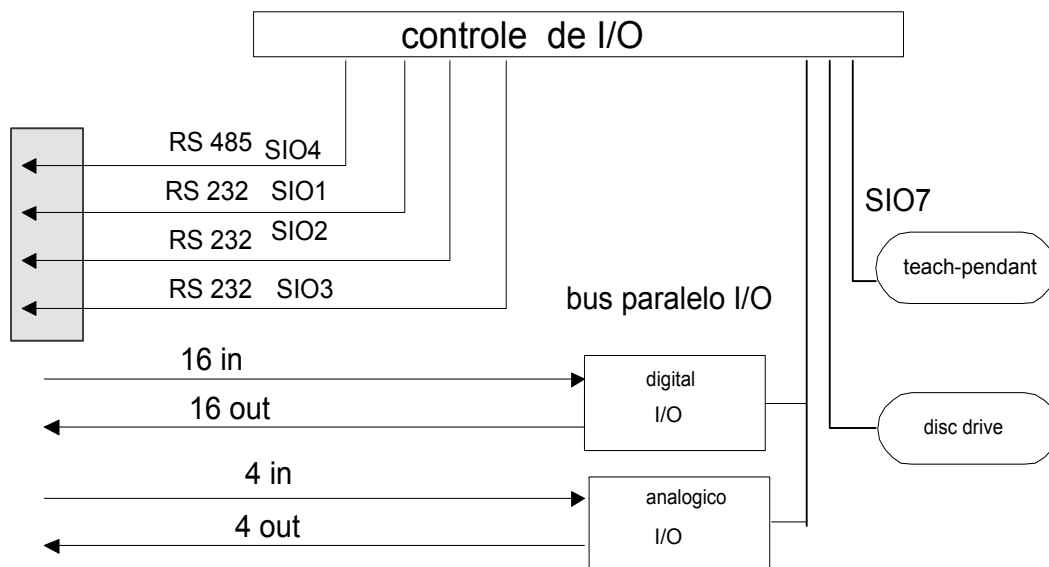 controle de I/O
RS 485 SIO4
RS 232 SIO1
RS 232 SIO2
RS 232 SIO3
SIO7
teach-pendant
bus paralelo I/O
16 in
16 out
digital
I/O
disc drive
4 in
4 out
analogico
I/O